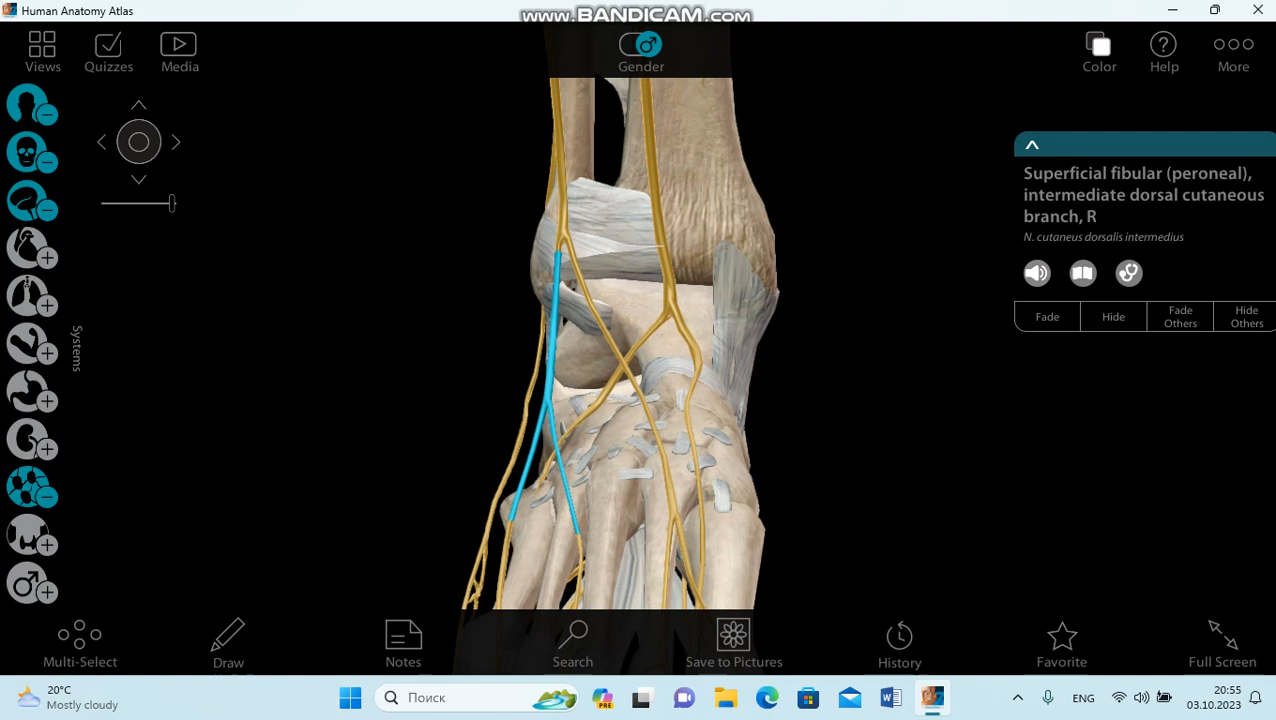 Human Anatomy Atlas
www.BANDICAM.com
Views
Quizzes
Media
Gender
Color
Help
More
Systems
Superficial fibular (peroneal),
intermediate dorsal cutaneous
branch, R
N. cutaneus dorsalis intermedius
Fade
Hide
Fade
Others
Hide
Others
Multi-Select
Draw
Notes
Search
Save to Pictures
History
Favorite
Full Screen
20°C
Mostly cloudy
Поиск
PRE
ENG
20:55
03.10.2023